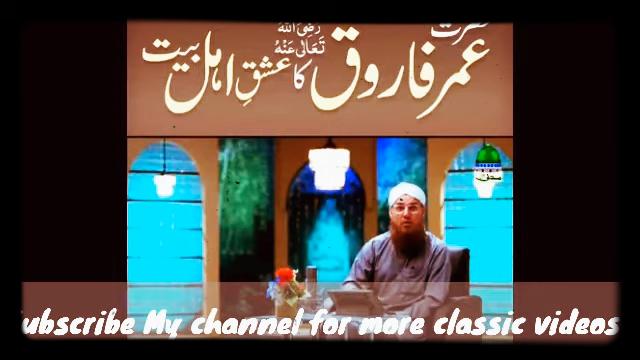 حضرت
عمر فاروق رضی اللہ تعالیٰ عنہ کا عشقِ اہل بیت
ubscribe My channel for more classic videos